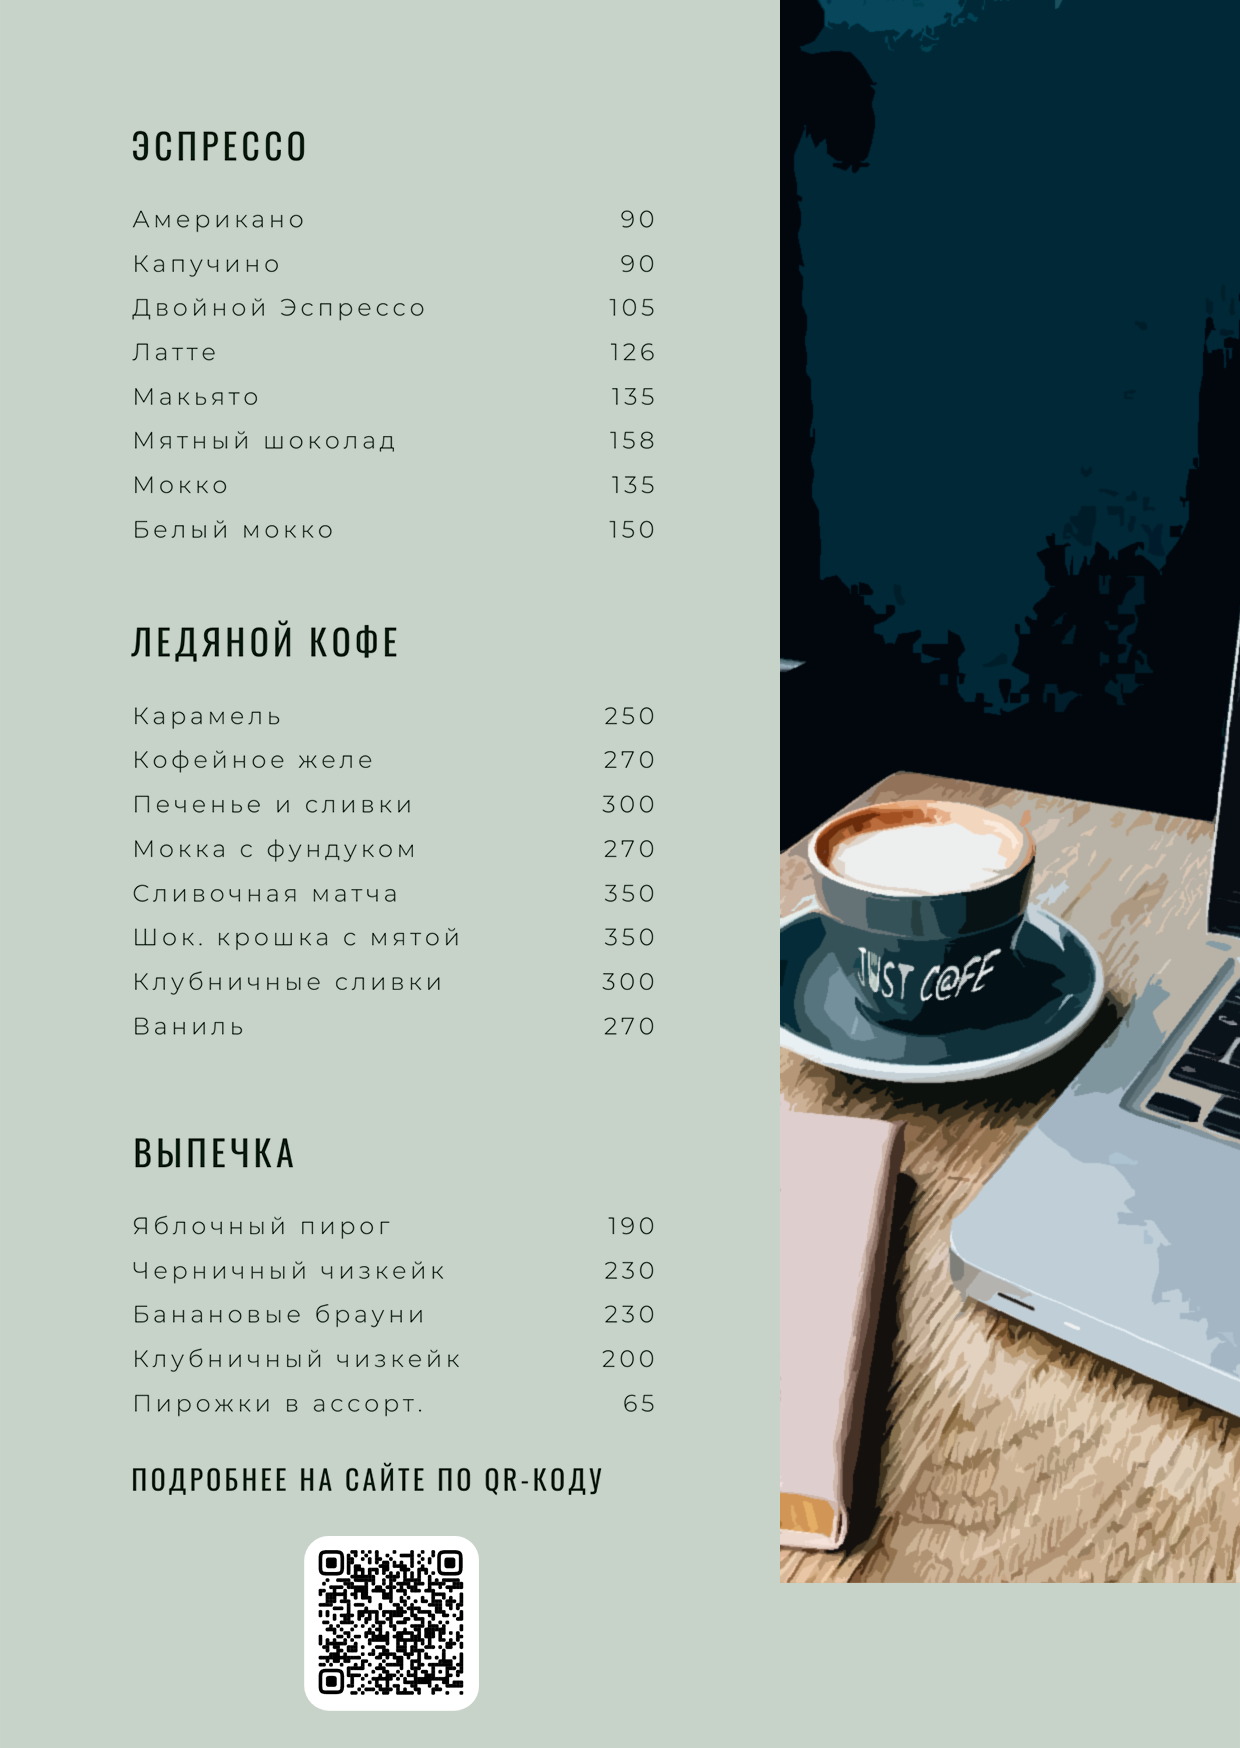 ЭСПРЕССО
Американо 90
Капучино 90
Двойной Эспрессо 105
Латте 126
Макьято 135
Мятный шоколад 158
Мокко 135
Белый мокко 150
ЛЕДЯНОЙ КОФЕ
Карамель 250
Кофейное желе 270
Печенье и сливки 300
Мокка с фундуком 270
Сливочная матча 350
Шок. крошка с мятой 350
Клубничные сливки 300
Ваниль 270
ВЫПЕЧКА
Яблочный пирог 190
Черничный чизкейк 230
Банановые брауни 230
Клубничный чизкейк 200
Пирожки в ассорт. 65
ПОДРОБНЕЕ НА САЙТЕ ПО QR-КОДУ
JUST C@FE